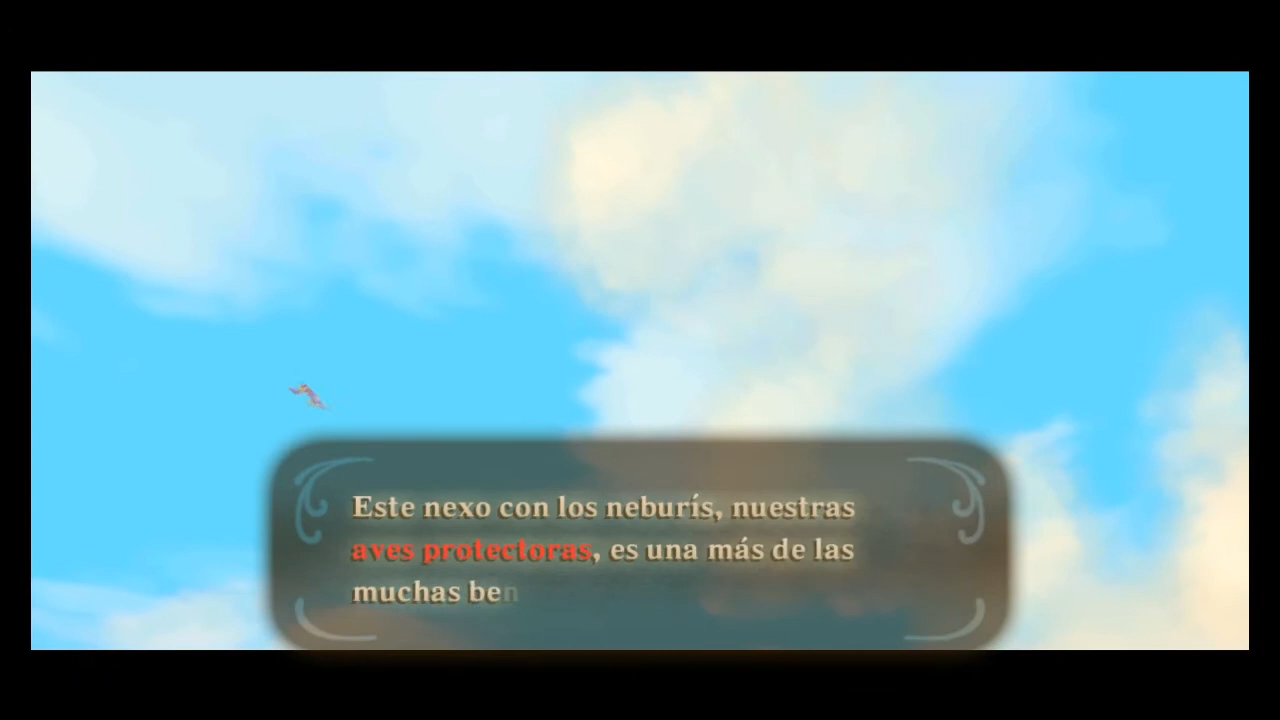 Este nexo con los neburís, nuestras
aves protectoras, es una más de las
muchas ben